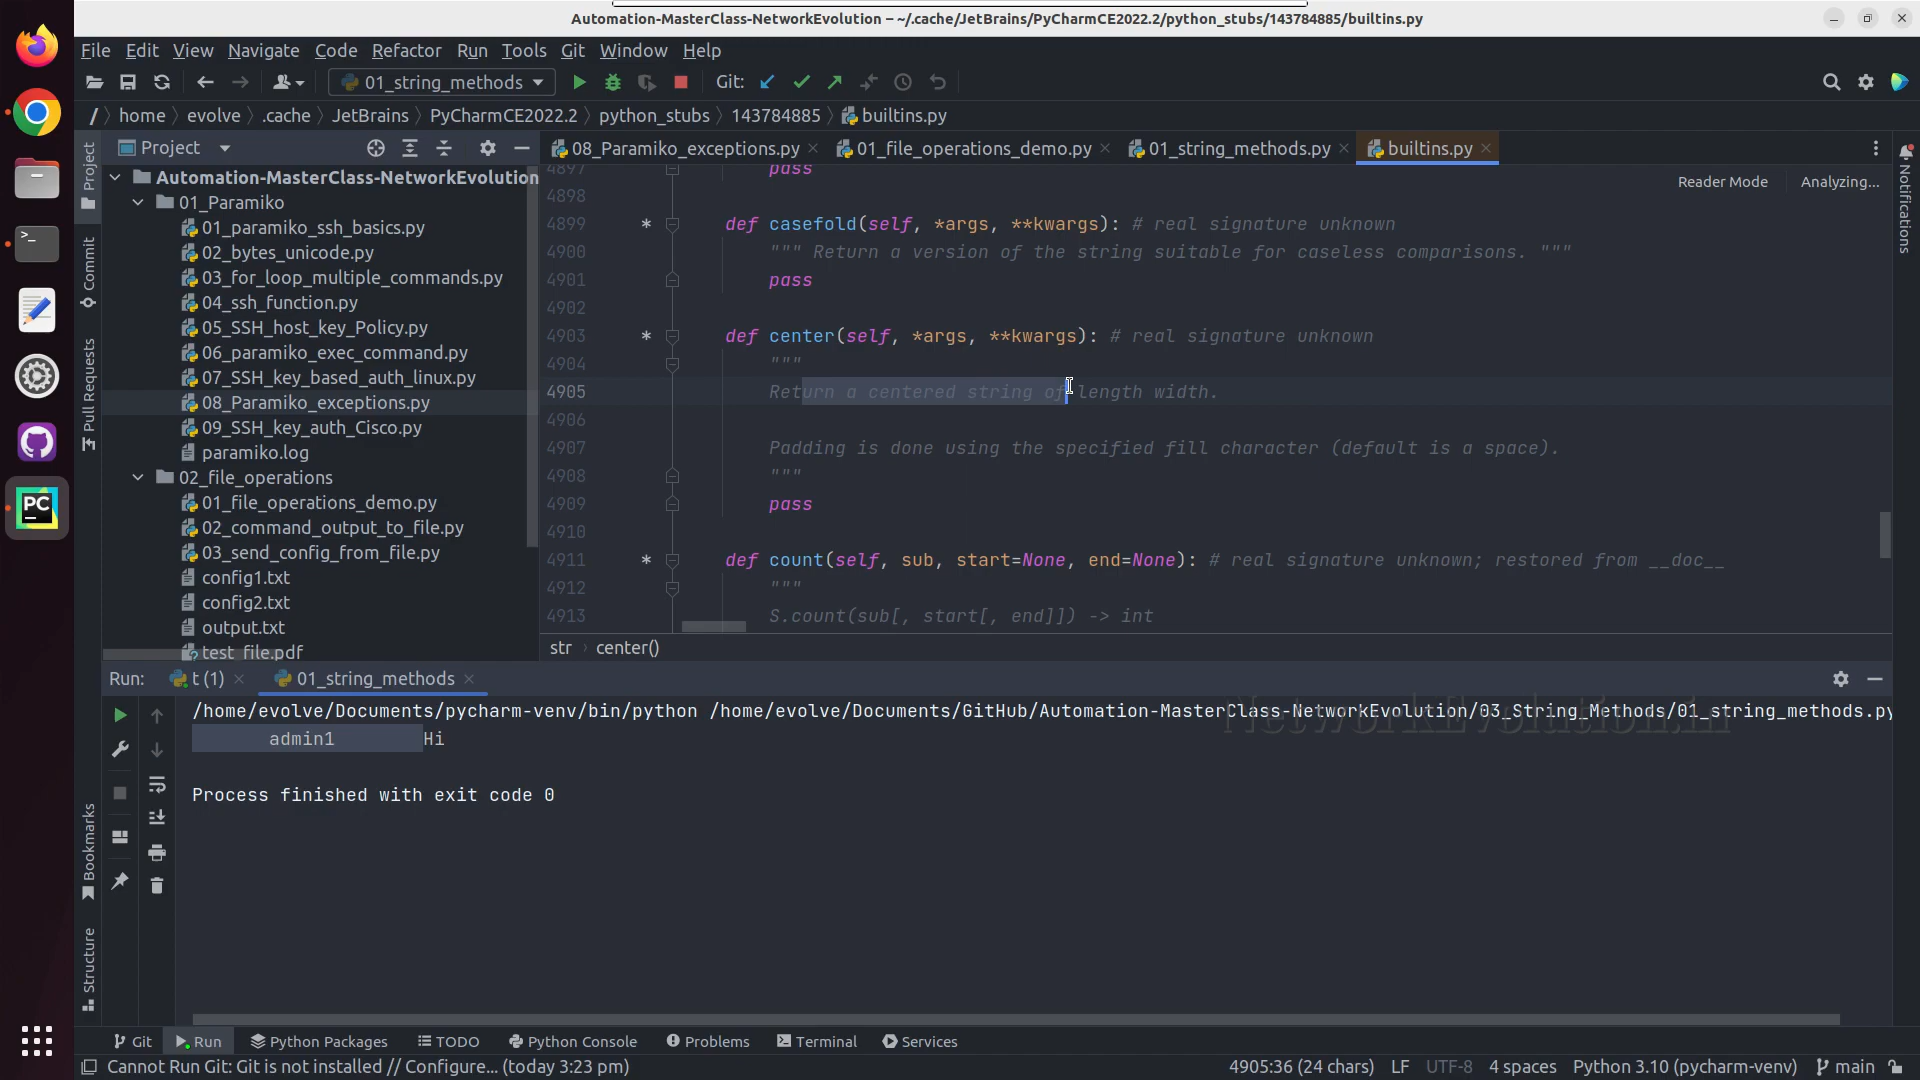 Automation-MasterClass-NetworkEvolution – ~/.cache/JetBrains/PyCharmCE2022.2/python_stubs/143784885/builtins.py
File Edit View Navigate Code Refactor Run Tools Git Window Help
01_string_methods Git:
/ home evolve .cache JetBrains PyCharmCE2022.2 python_stubs 143784885 builtins.py
Project
08_Paramiko_exceptions.py 01_file_operations_demo.py 01_string_methods.py builtins.py
Reader Mode Analyzing...
Project
Commit
Pull Requests
Bookmarks
Structure
Notifications
Automation-MasterClass-NetworkEvolution
01_Paramiko
01_paramiko_ssh_basics.py
02_bytes_unicode.py
03_for_loop_multiple_commands.py
04_ssh_function.py
05_SSH_host_key_Policy.py
06_paramiko_exec_command.py
07_SSH_key_based_auth_linux.py
08_Paramiko_exceptions.py
09_SSH_key_auth_Cisco.py
paramiko.log
02_file_operations
01_file_operations_demo.py
02_command_output_to_file.py
03_send_config_from_file.py
config1.txt
config2.txt
output.txt
test_file.pdf
4897 pass
4898
4899 * def casefold(self, *args, **kwargs): # real signature unknown
4900 """ Return a version of the string suitable for caseless comparisons. """
4901 pass
4902
4903 * def center(self, *args, **kwargs): # real signature unknown
4904 """
4905 Return a centered string of length width.
4906
4907 Padding is done using the specified fill character (default is a space).
4908 """
4909 pass
4910
4911 * def count(self, sub, start=None, end=None): # real signature unknown; restored from __doc__
4912 """
4913 S.count(sub[, start[, end]]) -> int
str center()
Run: t (1) 01_string_methods
/home/evolve/Documents/pycharm-venv/bin/python /home/evolve/Documents/GitHub/Automation-MasterClass-NetworkEvolution/03_String_Methods/01_string_methods.py
NetworkEvolution.in
admin1 Hi
Process finished with exit code 0
Git Run Python Packages TODO Python Console Problems Terminal Services
Cannot Run Git: Git is not installed // Configure... (today 3:23 pm) 4905:36 (24 chars) LF UTF-8 4 spaces Python 3.10 (pycharm-venv) main
PC